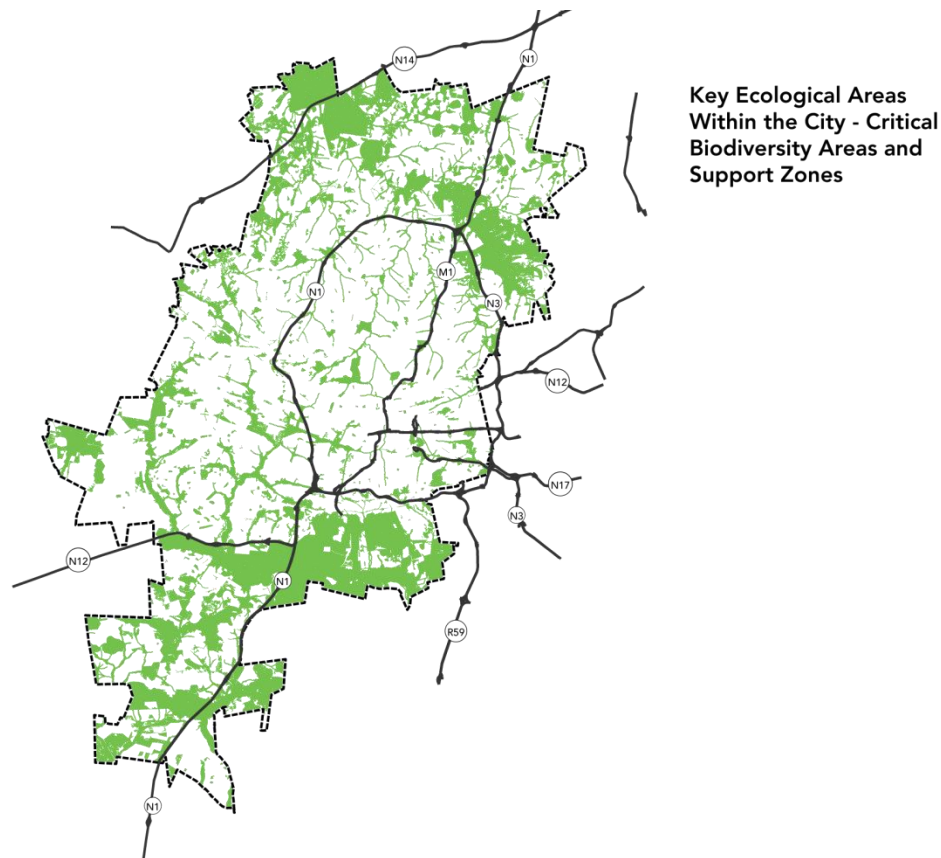 N14
N1
Key Ecological Areas
Within the City - Critical
Biodiversity Areas and
Support Zones
M1
N1
N3
N12
N17
N3
N12
N1
R59
N1